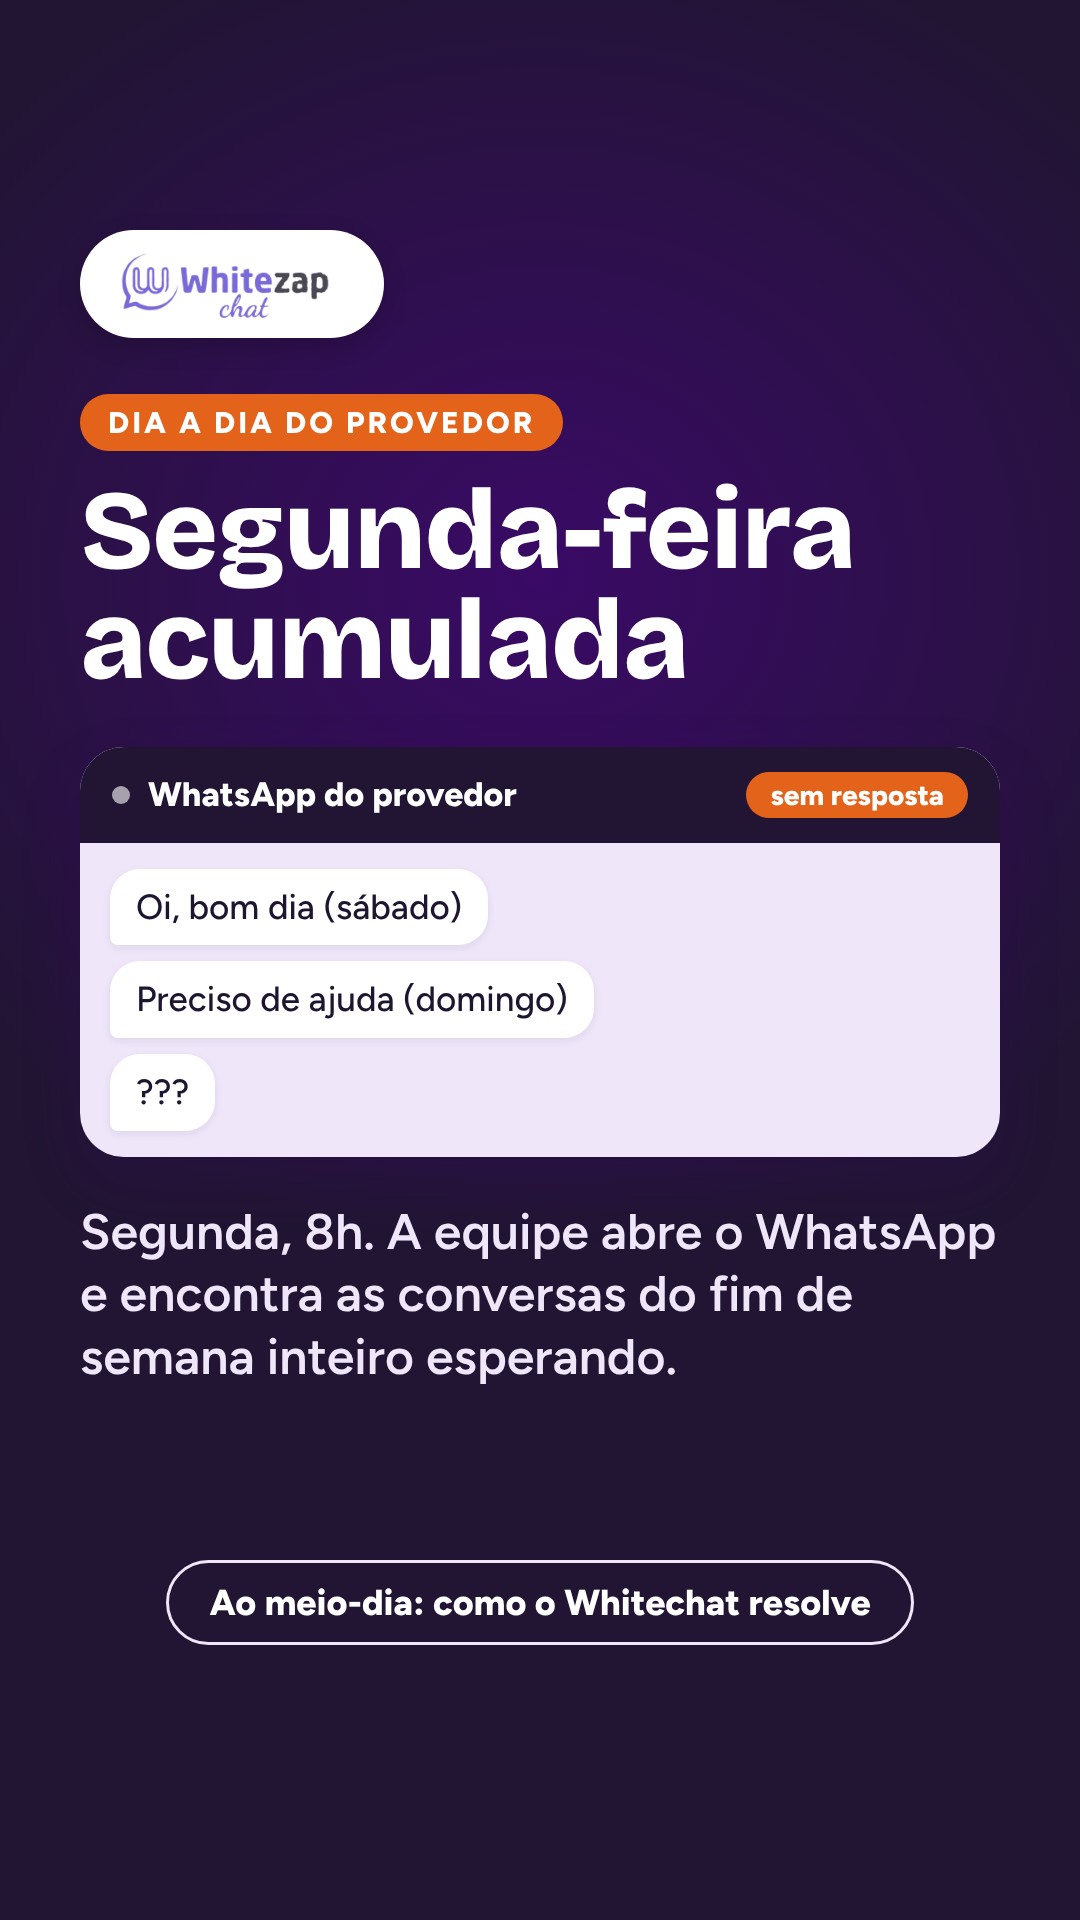 Whitezap
chat
DIA A DIA DO PROVEDOR
Segunda-feira
acumulada
WhatsApp do provedor
sem resposta
Oi, bom dia (sábado)
Preciso de ajuda (domingo)
???
Segunda, 8h. A equipe abre o WhatsApp
e encontra as conversas do fim de
semana inteiro esperando.
Ao meio-dia: como o Whitechat resolve